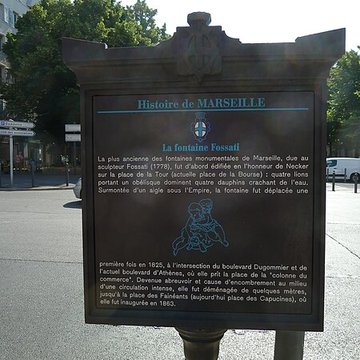 Histoire de MARSEILLE
La fontaine Fossati
La plus ancienne des fontaines monumentales de Marseille, due au
sculpteur Fossati (1778), fut d'abord édifiée en l'honneur de Necker
sur la place de la Tour (actuelle place de la Bourse) ; quatre lions
portant un obélisque dominent quatre dauphins crachant de l'eau.
Surmontée d'un aigle sous l'Empire, la fontaine fut déplacée une
première fois en 1825, à l'intersection du boulevard Dugommier et de
l'actuel boulevard d'Athènes, où elle prit la place de la "colonne du
commerce". Devenue abreuvoir et cause d'encombrement au milieu
d'une circulation intense, elle fut déménagée de quelques mètres,
jusqu'à la place des Fainéants (aujourd'hui place des Capucines), où
elle fut inaugurée en 1863.